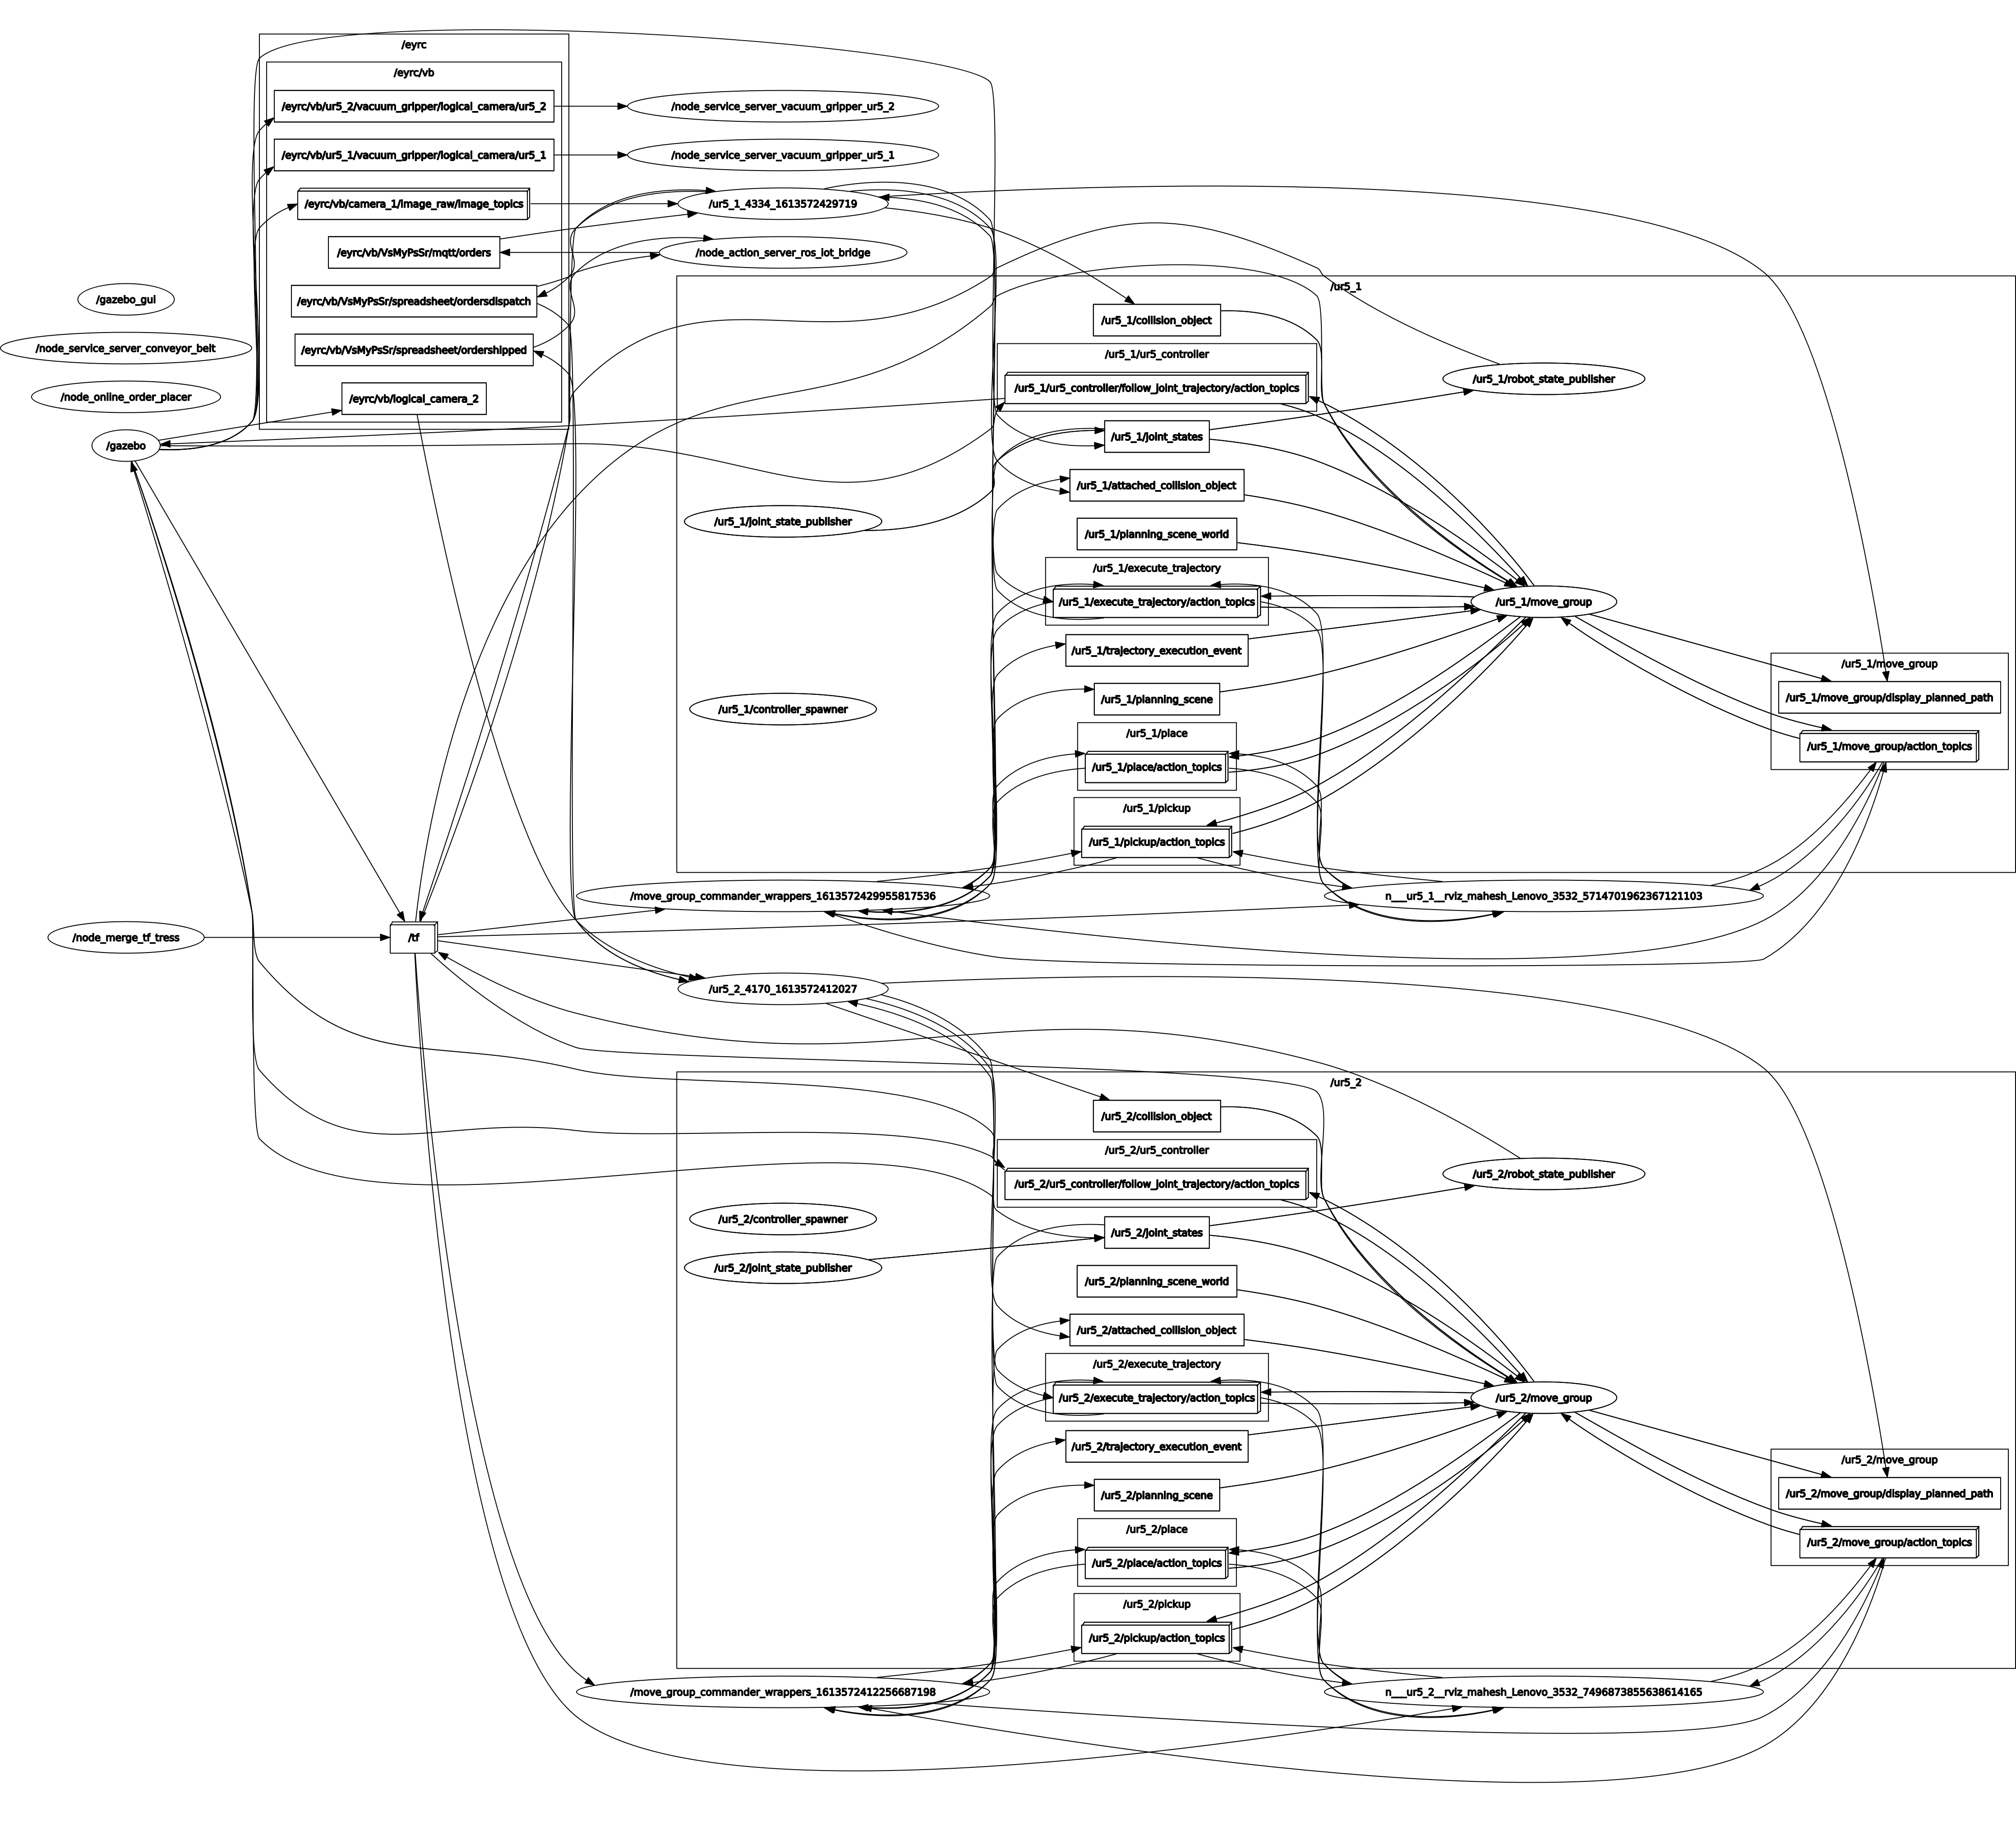 /eyrc
/eyrc/vb
/eyrc/vb/ur5_2/vacuum_gripper/logical_camera/ur5_2
/node_service_server_vacuum_gripper_ur5_2
/eyrc/vb/ur5_1/vacuum_gripper/logical_camera/ur5_1
/node_service_server_vacuum_gripper_ur5_1
/eyrc/vb/camera_1/image_raw/image_topics
/ur5_1_4334_1613572429719
/eyrc/vb/VsMyPsSr/mqtt/orders
/node_action_server_ros_iot_bridge
/eyrc/vb/VsMyPsSr/spreadsheet/ordersdispatch
/eyrc/vb/VsMyPsSr/spreadsheet/ordershipped
/eyrc/vb/logical_camera_2
/gazebo_gui
/node_service_server_conveyor_belt
/node_online_order_placer
/gazebo
/node_merge_tf_tress
/tf
/ur5_1
/ur5_1/collision_object
/ur5_1/ur5_controller
/ur5_1/ur5_controller/follow_joint_trajectory/action_topics
/ur5_1/robot_state_publisher
/ur5_1/joint_states
/ur5_1/attached_collision_object
/ur5_1/joint_state_publisher
/ur5_1/planning_scene_world
/ur5_1/execute_trajectory
/ur5_1/execute_trajectory/action_topics
/ur5_1/move_group
/ur5_1/trajectory_execution_event
/ur5_1/move_group
/ur5_1/move_group/display_planned_path
/ur5_1/planning_scene
/ur5_1/controller_spawner
/ur5_1/place
/ur5_1/place/action_topics
/ur5_1/move_group/action_topics
/ur5_1/pickup
/ur5_1/pickup/action_topics
/move_group_commander_wrappers_1613572429955817536
n___ur5_1__rviz_mahesh_Lenovo_3532_5714701962367121103
/ur5_2_4170_1613572412027
/ur5_2
/ur5_2/collision_object
/ur5_2/ur5_controller
/ur5_2/ur5_controller/follow_joint_trajectory/action_topics
/ur5_2/robot_state_publisher
/ur5_2/controller_spawner
/ur5_2/joint_states
/ur5_2/joint_state_publisher
/ur5_2/planning_scene_world
/ur5_2/attached_collision_object
/ur5_2/execute_trajectory
/ur5_2/execute_trajectory/action_topics
/ur5_2/move_group
/ur5_2/trajectory_execution_event
/ur5_2/move_group
/ur5_2/move_group/display_planned_path
/ur5_2/planning_scene
/ur5_2/place
/ur5_2/place/action_topics
/ur5_2/move_group/action_topics
/ur5_2/pickup
/ur5_2/pickup/action_topics
/move_group_commander_wrappers_1613572412256687198
n___ur5_2__rviz_mahesh_Lenovo_3532_7496873855638614165